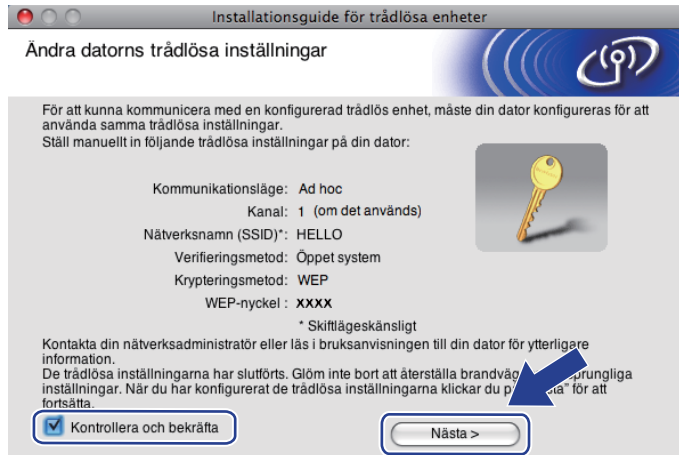 Installationsguide för trådlösa enheter
Ändra datorns trådlösa inställningar
För att kunna kommunicera med en konfigurerad trådlös enhet, måste din dator konfigureras för att
använda samma trådlösa inställningar.
Ställ manuellt in följande trådlösa inställningar på din dator:
Kommunikationsläge: Ad hoc
Kanal: 1 (om det används)
Nätverksnamn (SSID)*: HELLO
Verifieringsmetod: Öppet system
Krypteringsmetod: WEP
WEP-nyckel : XXXX
* Skiftlägeskänsligt
Kontakta din nätverksadministratör eller läs i bruksanvisningen till din dator för ytterligare
information.
De trådlösa inställningarna har slutförts. Glöm inte bort att återställa
inställningar. När du har konfigurerat de trådlösa inställningarna klickar du för att
fortsätta.
Kontrollera och bekräfta
Nästa >